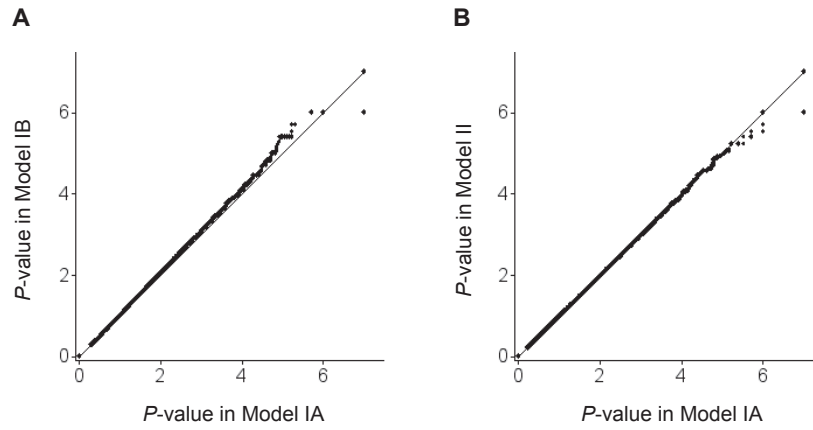 A
P-value in Model IB
6
4
2
0
0 2 4 6
P-value in Model IA
B
P-value in Model II
6
4
2
0
0 2 4 6
P-value in Model IA